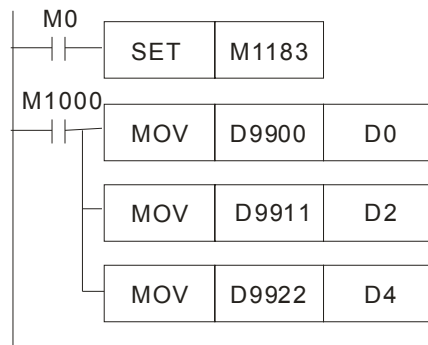 M0
SET M1183
M1000
MOV D9900 D0
MOV D9911 D2
MOV D9922 D4